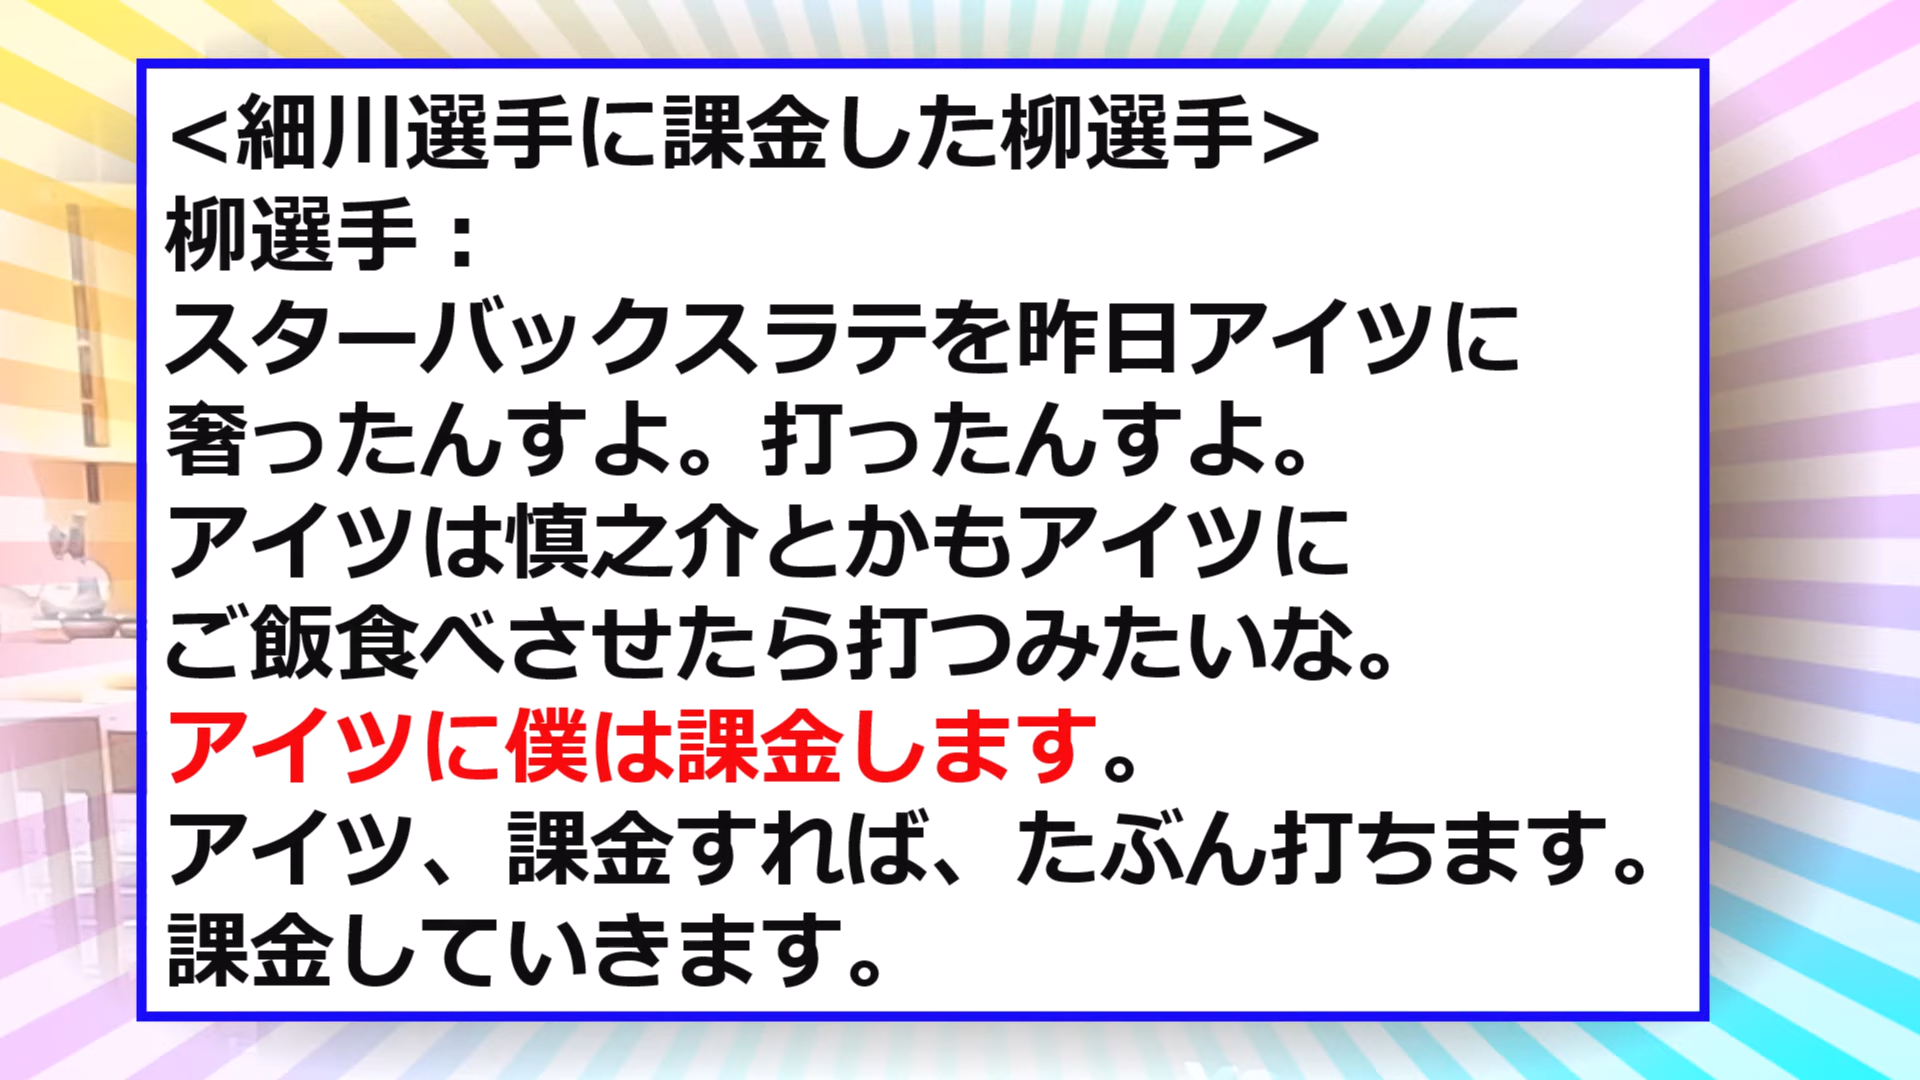 <細川選手に課金した柳選手>
柳選手：
スターバックスラテを昨日アイツに
奢ったんすよ。打ったんすよ。
アイツは慎之介とかもアイツに
ご飯食べさせたら打つみたいな。
アイツに僕は課金します。
アイツ、課金すれば、たぶん打ちます。
課金していきます。